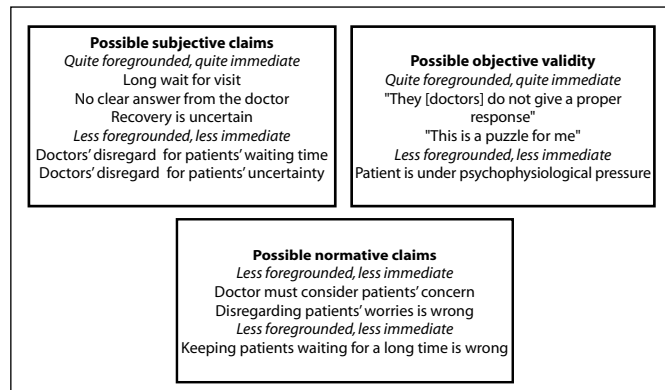 Possible subjective claims
Quite foregrounded, quite immediate
Long wait for visit
No clear answer from the doctor
Recovery is uncertain
Less foregrounded, less immediate
Doctors' disregard for patients' waiting time
Doctors' disregard for patients' uncertainty
Possible objective validity
Quite foregrounded, quite immediate
"They [doctors] do not give a proper
response"
"This is a puzzle for me"
Less foregrounded, less immediate
Patient is under psychophysiological pressure
Possible normative claims
Less foregrounded, less immediate
Doctor must consider patients' concern
Disregarding patients' worries is wrong
Less foregrounded, less immediate
Keeping patients waiting for a long time is wrong